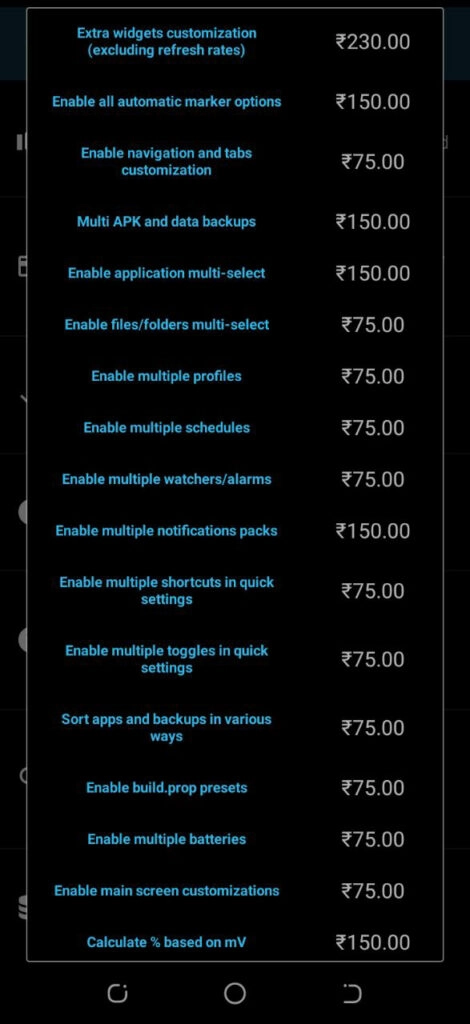 Extra widgets customization
(excluding refresh rates)
₹230.00
Enable all automatic marker options
₹150.00
Enable navigation and tabs
customization
₹75.00
Multi APK and data backups
₹150.00
Enable application multi-select
₹150.00
Enable files/folders multi-select
₹75.00
Enable multiple profiles
₹75.00
Enable multiple schedules
₹75.00
Enable multiple watchers/alarms
₹75.00
Enable multiple notifications packs
₹150.00
Enable multiple shortcuts in quick
settings
₹75.00
Enable multiple toggles in quick
settings
₹75.00
Sort apps and backups in various
ways
₹75.00
Enable build.prop presets
₹75.00
Enable multiple batteries
₹75.00
Enable main screen customizations
₹75.00
Calculate % based on mV
₹150.00